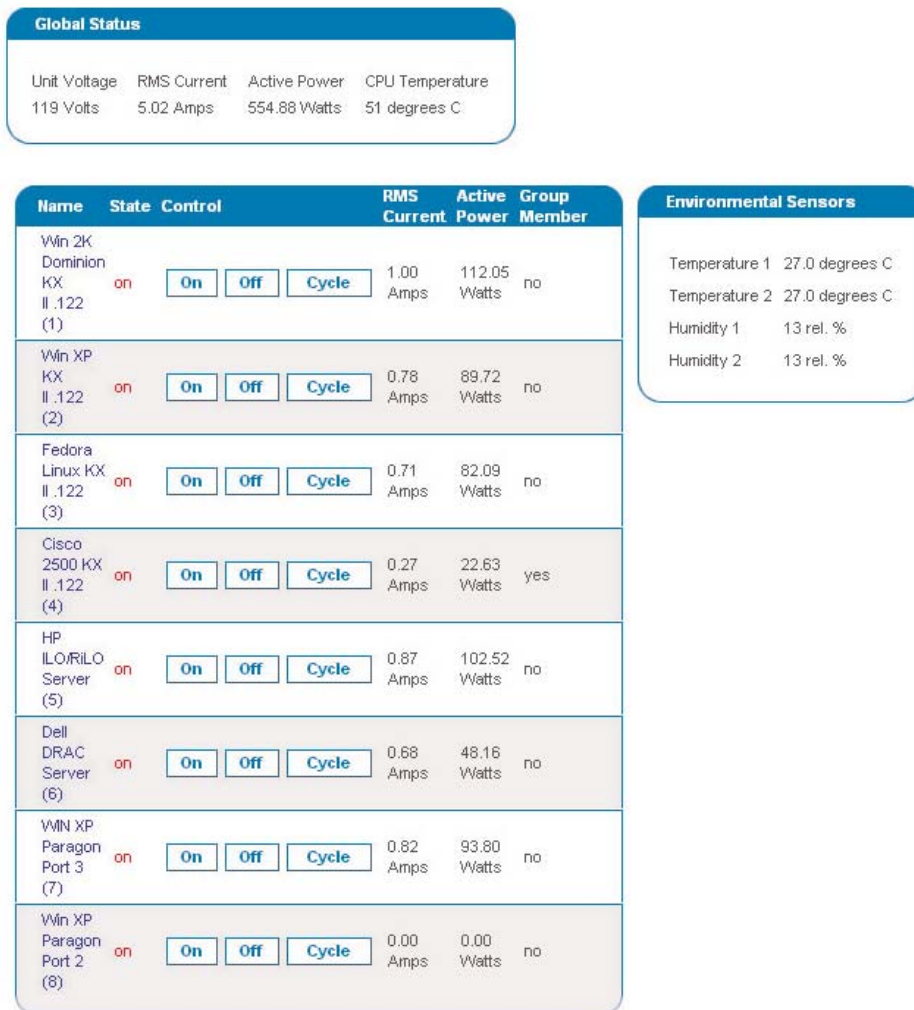 Global Status
Unit Voltage RMS Current Active Power CPU Temperature
119 Volts 5.02 Amps 554.88 Watts 51 degrees C
Name State Control RMS Current Active Power Group Member
Win 2K
Dominion
KX
II .122
(1)
on On Off Cycle 1.00 Amps 112.05 Watts no
Win XP
KX
II .122
(2)
on On Off Cycle 0.78 Amps 89.72 Watts no
Fedora
Linux KX
II .122
(3)
on On Off Cycle 0.71 Amps 82.09 Watts no
Cisco
2500 KX
II .122
(4)
on On Off Cycle 0.27 Amps 22.63 Watts yes
HP
ILO/RiLO
Server
(5)
on On Off Cycle 0.87 Amps 102.52 Watts no
Dell
DRAC
Server
(6)
on On Off Cycle 0.68 Amps 48.16 Watts no
WIN XP
Paragon
Port 3
(7)
on On Off Cycle 0.82 Amps 93.80 Watts no
Win XP
Paragon
Port 2
(8)
on On Off Cycle 0.00 Amps 0.00 Watts no
Environmental Sensors
Temperature 1 27.0 degrees C
Temperature 2 27.0 degrees C
Humidity 1 13 rel. %
Humidity 2 13 rel. %